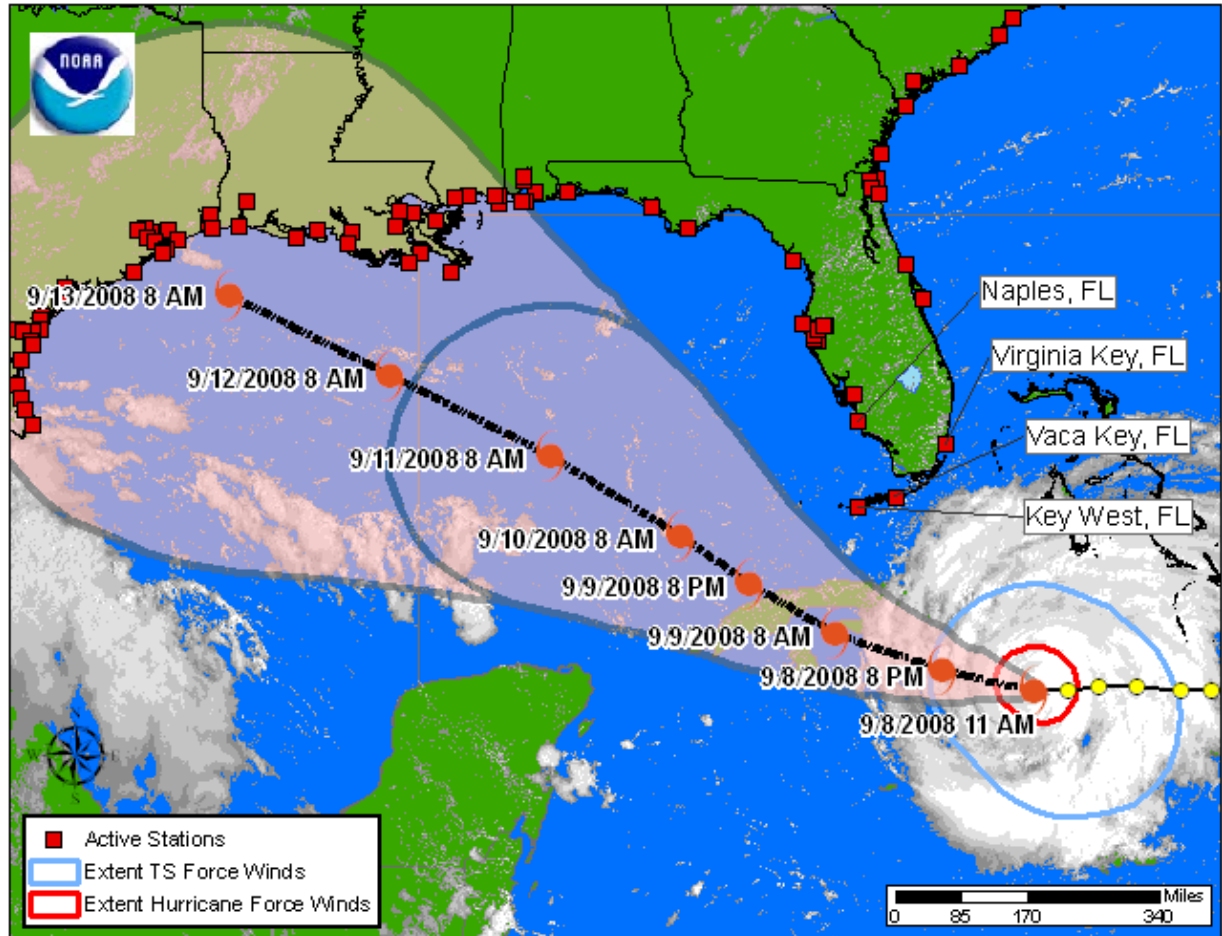 NOAA
Naples, FL
9/13/2008 8 AM
Virginia Key, FL
9/12/2008 8 AM
Vaca Key, FL
9/11/2008 8 AM
Key West, FL
9/10/2008 8 AM
9/9/2008 8 PM
9/9/2008 8 AM
9/8/2008 8 PM
9/8/2008 11 AM
N
W E
S
Active Stations
Extent TS Force Winds
Extent Hurricane Force Winds
Miles
0 85 170 340